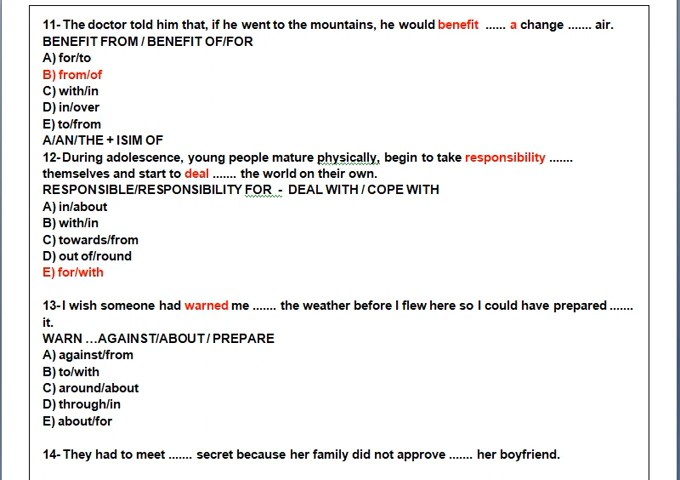 11- The doctor told him that, if he went to the mountains, he would benefit ...... a change ....... air.
BENEFIT FROM / BENEFIT OF/FOR
A) for/to
B) from/of
C) with/in
D) in/over
E) to/from
A/AN/THE + ISIM OF
12- During adolescence, young people mature physically, begin to take responsibility .......
themselves and start to deal ....... the world on their own.
RESPONSIBLE/RESPONSIBILITY FOR - DEAL WITH / COPE WITH
A) in/about
B) with/in
C) towards/from
D) out of/round
E) for/with
13- I wish someone had warned me ....... the weather before I flew here so I could have prepared .......
it.
WARN ...AGAINST/ABOUT / PREPARE
A) against/from
B) to/with
C) around/about
D) through/in
E) about/for
14- They had to meet ....... secret because her family did not approve ....... her boyfriend.